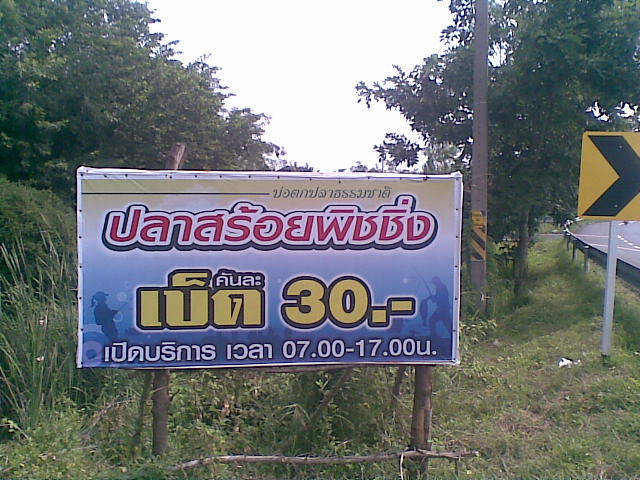 บ่อตกปลาธรรมชาติ
ปลาสร้อยพิชชิ่ง
เบ็ด คันละ 30.-
เปิดบริการ เวลา 07.00-17.00น.